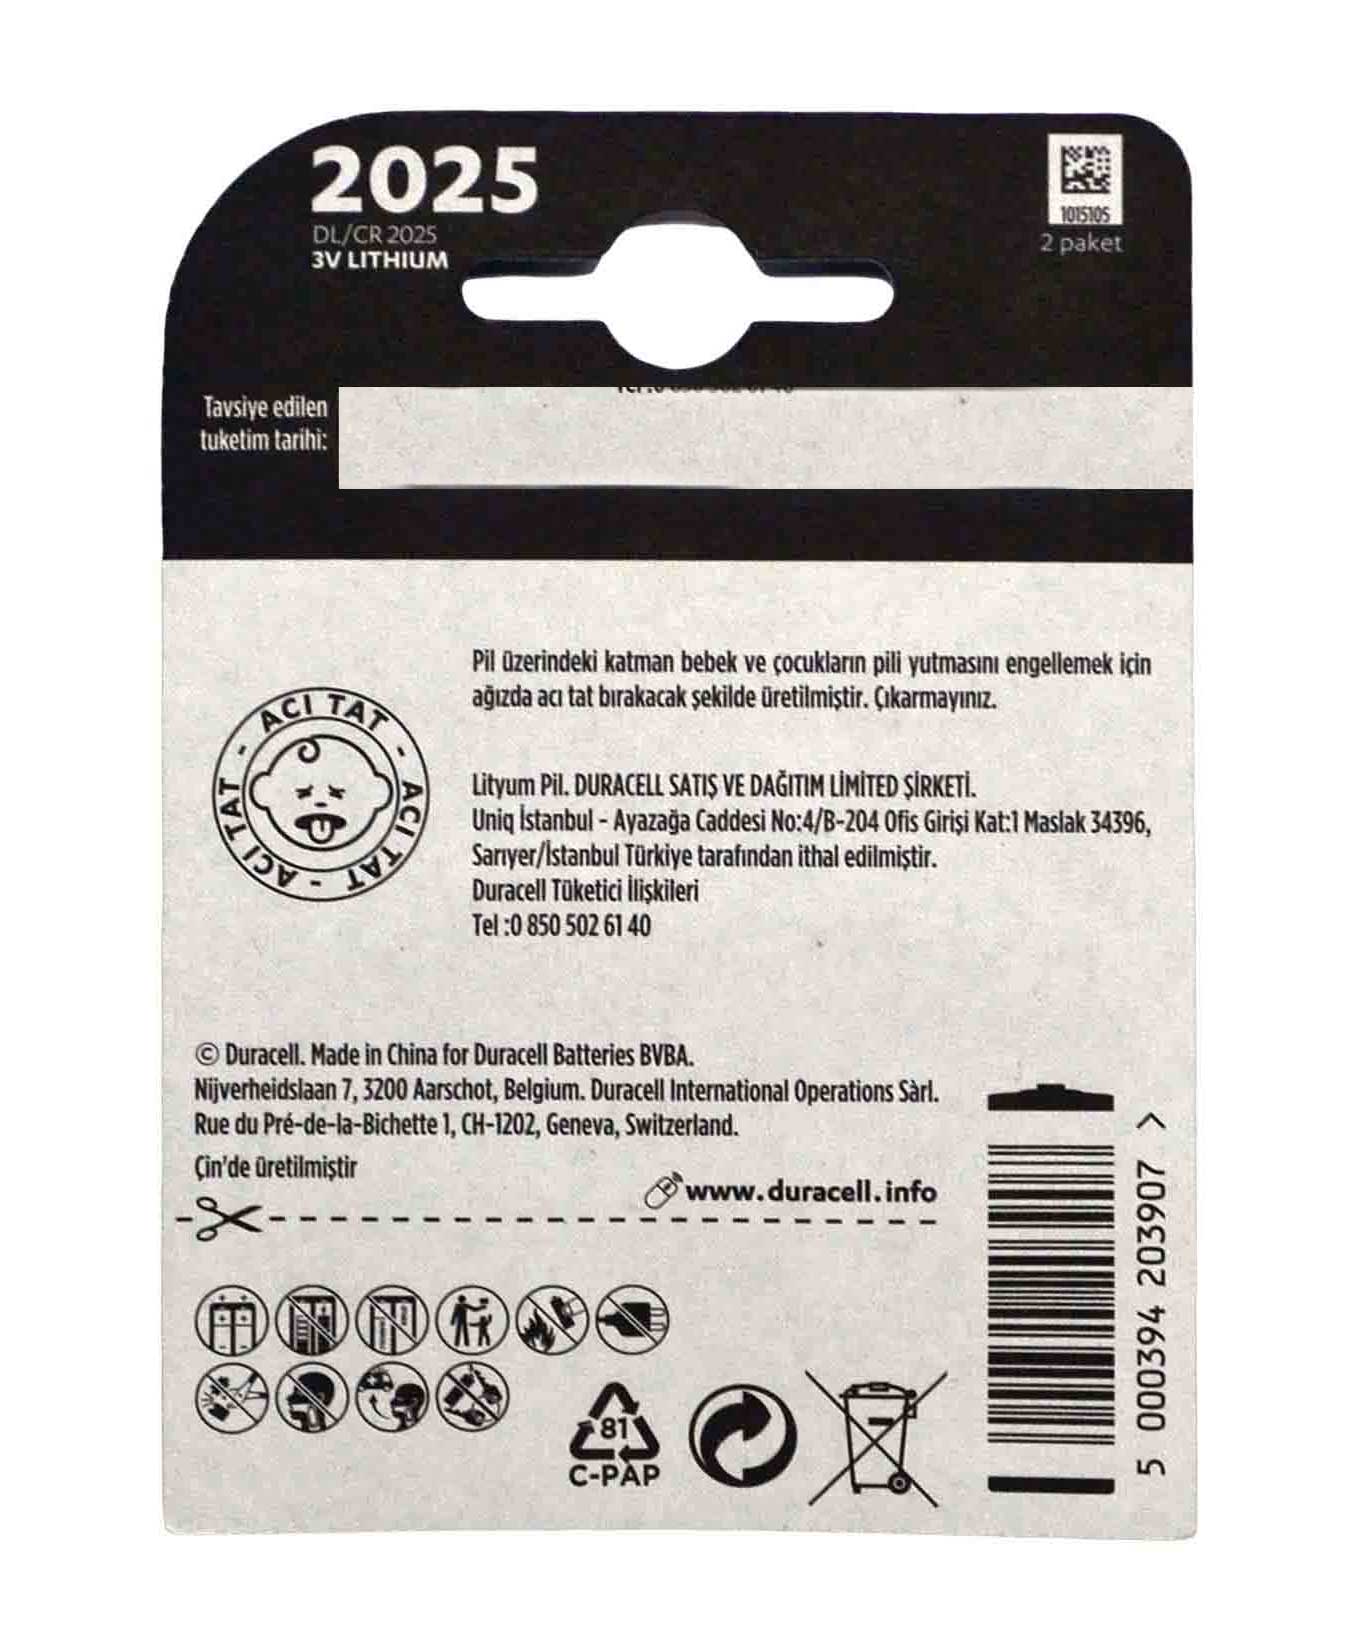 2025
DL/CR 2025
3V LITHIUM
1015105
2 paket
Tavsiye edilen
tuketim tarihi:
Pil üzerindeki katman bebek ve çocukların pili yutmasını engellemek için
ağızda acı tat bırakacak şekilde üretilmiştir. Çıkarmayınız.
ACI TAT - ACI TAT - ACI TAT -
Lityum Pil. DURACELL SATIŞ VE DAĞITIM LİMİTED ŞİRKETİ.
Uniq İstanbul - Ayazağa Caddesi No:4/B-204 Ofis Girişi Kat:1 Maslak 34396,
Sarıyer/İstanbul Türkiye tarafından ithal edilmiştir.
Duracell Tüketici İlişkileri
Tel :0 850 502 61 40
© Duracell. Made in China for Duracell Batteries BVBA.
Nijverheidslaan 7, 3200 Aarschot, Belgium. Duracell International Operations Sàrl.
Rue du Pré-de-la-Bichette 1, CH-1202, Geneva, Switzerland.
Çin'de üretilmiştir
www.duracell.info
81
C-PAP
5 000394 203907 >